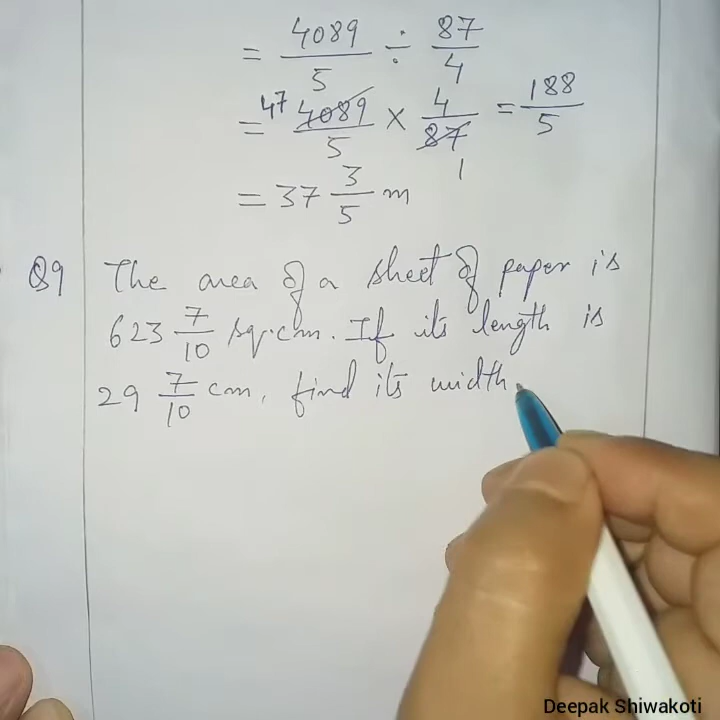 = 4089/5 ÷ 87/4
= 47 4089/5 × 4/87 1 = 188/5
= 37 3/5 m
Q9 The area of a sheet of paper is
623 7/10 sq.cm. If its length is
29 7/10 cm, find its width.
Deepak Shiwakoti